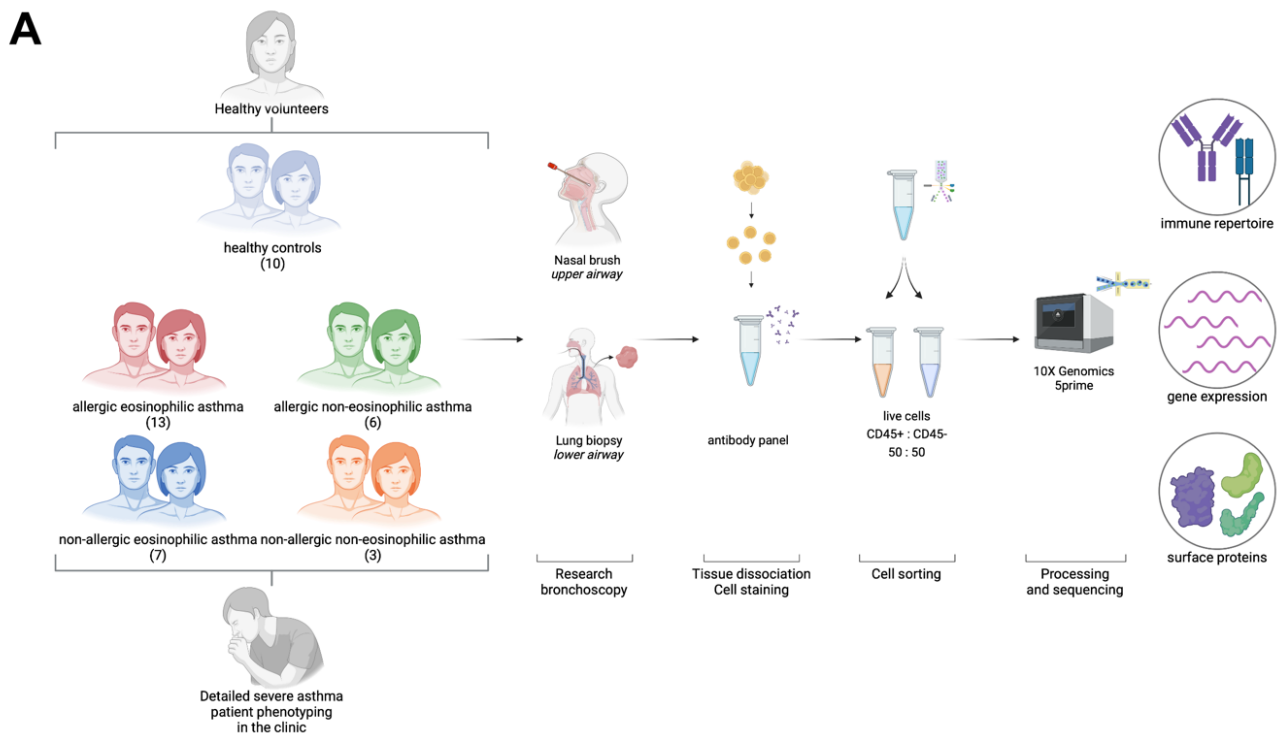 A
Healthy volunteers
healthy controls
(10)
allergic eosinophilic asthma
(13)
allergic non-eosinophilic asthma
(6)
non-allergic eosinophilic asthma
(7)
non-allergic non-eosinophilic asthma
(3)
Detailed severe asthma
patient phenotyping
in the clinic
Nasal brush
upper airway
Lung biopsy
lower airway
Research
bronchoscopy
antibody panel
Tissue dissociation
Cell staining
live cells
CD45+ : CD45-
50 : 50
Cell sorting
10X Genomics
5prime
Processing
and sequencing
immune repertoire
gene expression
surface proteins